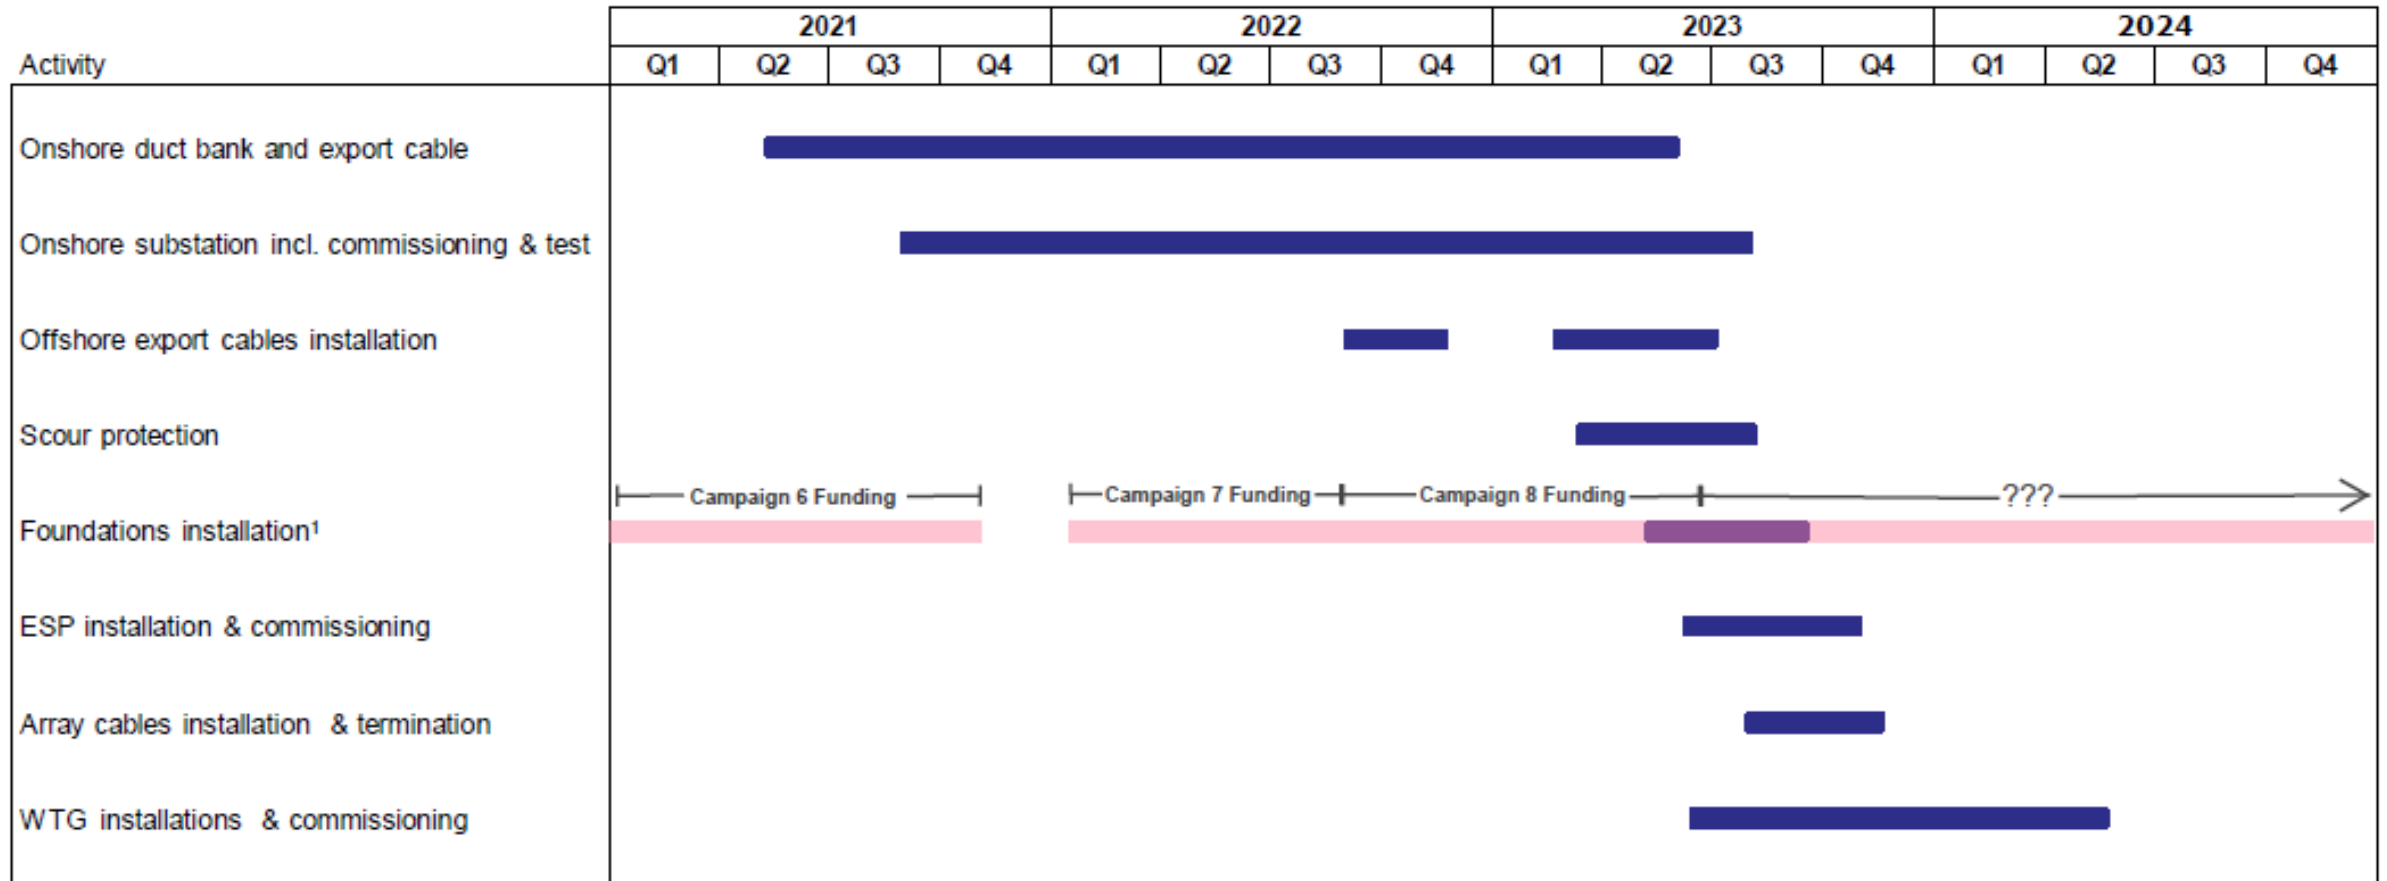 2021 2022 2023 2024
Activity Q1 Q2 Q3 Q4 Q1 Q2 Q3 Q4 Q1 Q2 Q3 Q4 Q1 Q2 Q3 Q4
Onshore duct bank and export cable
Onshore substation incl. commissioning & test
Offshore export cables installation
Scour protection
Campaign 6 Funding Campaign 7 Funding Campaign 8 Funding ???
Foundations installation¹
ESP installation & commissioning
Array cables installation & termination
WTG installations & commissioning